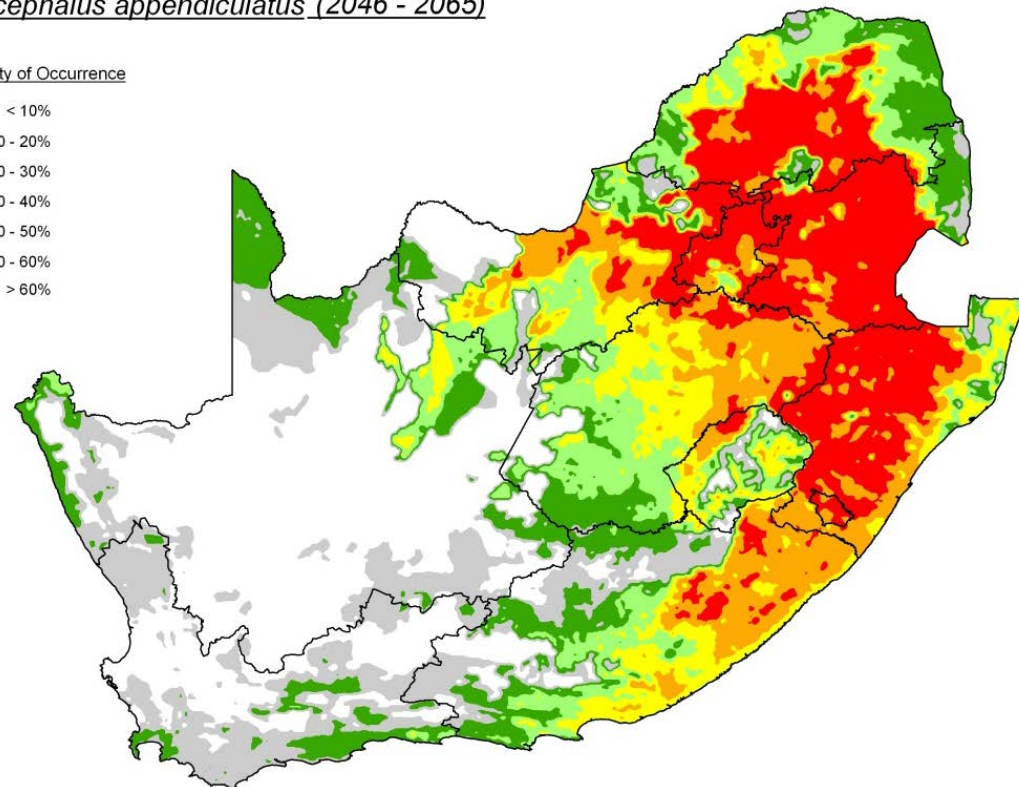 cephalus appendiculatus (2046 - 2065)
ty of Occurrence
< 10%
0 - 20%
0 - 30%
0 - 40%
0 - 50%
0 - 60%
> 60%